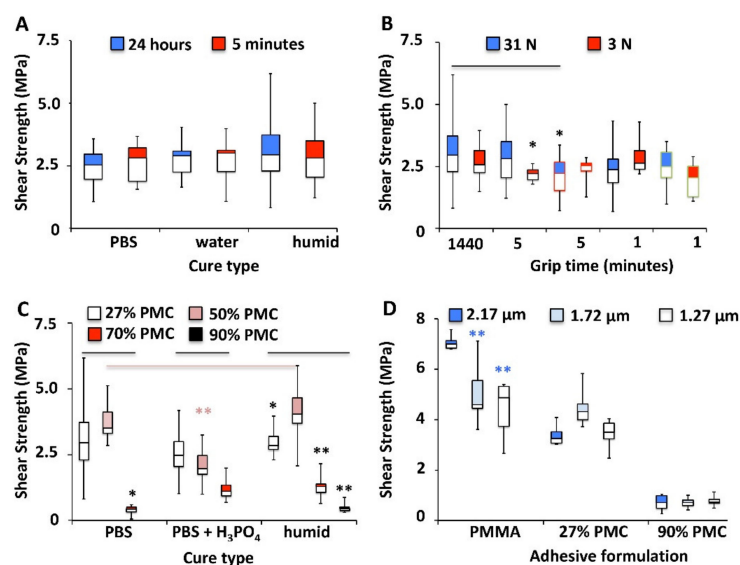 A
24 hours 5 minutes
7.5
5.0
2.5
0
Shear Strength (MPa)
PBS water humid
Cure type
B
31 N 3 N
7.5
5.0
2.5
0
Shear Strength (MPa)
* *
1440 5 5 1 1
Grip time (minutes)
C
27% PMC 50% PMC
70% PMC 90% PMC
7.5
5.0
2.5
0
Shear Strength (MPa)
* ** * ** **
PBS PBS + H₃PO₄ humid
Cure type
D
2.17 µm 1.72 µm 1.27 µm
8
6
4
2
0
Shear Strength (MPa)
** **
PMMA 27% PMC 90% PMC
Adhesive formulation